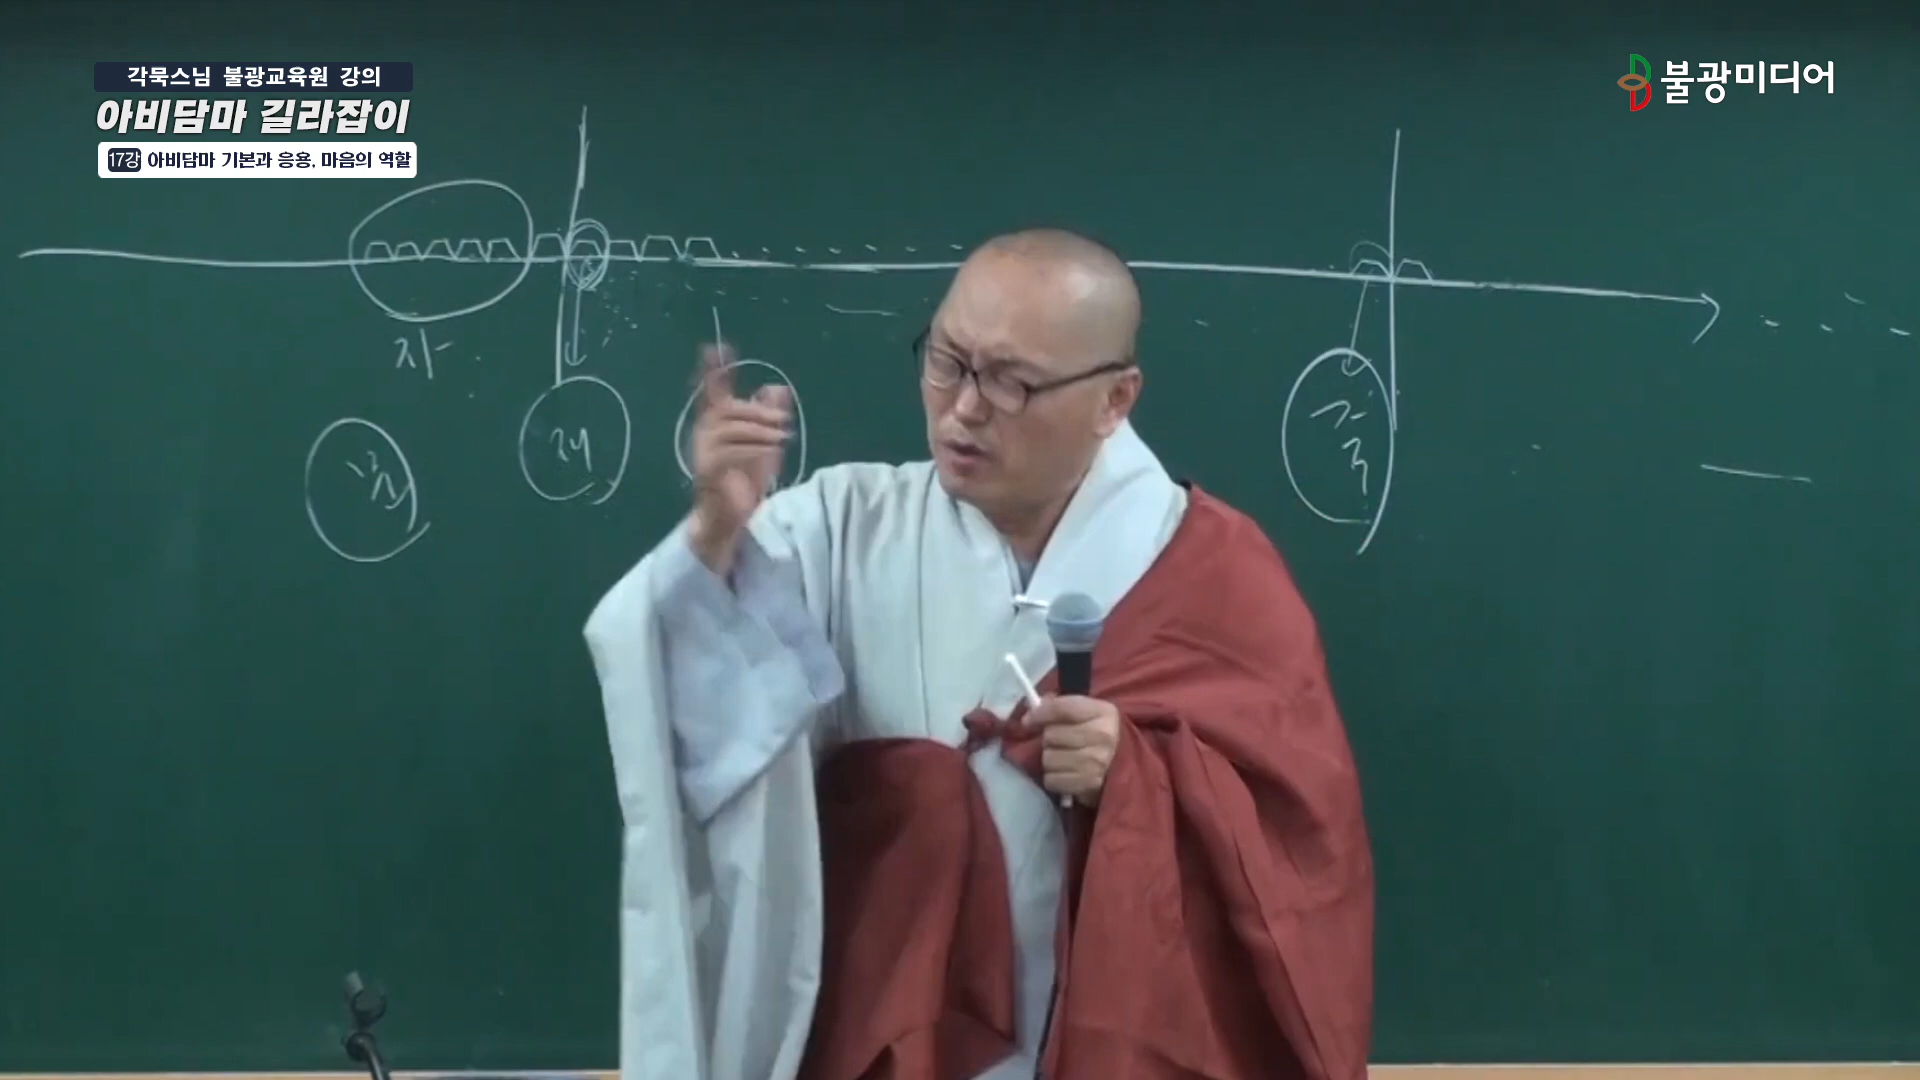 각묵스님 불광교육원 강의
아비담마 길라잡이
17강 아비담마 기본과 응용, 마음의 역할
불광미디어
자
재